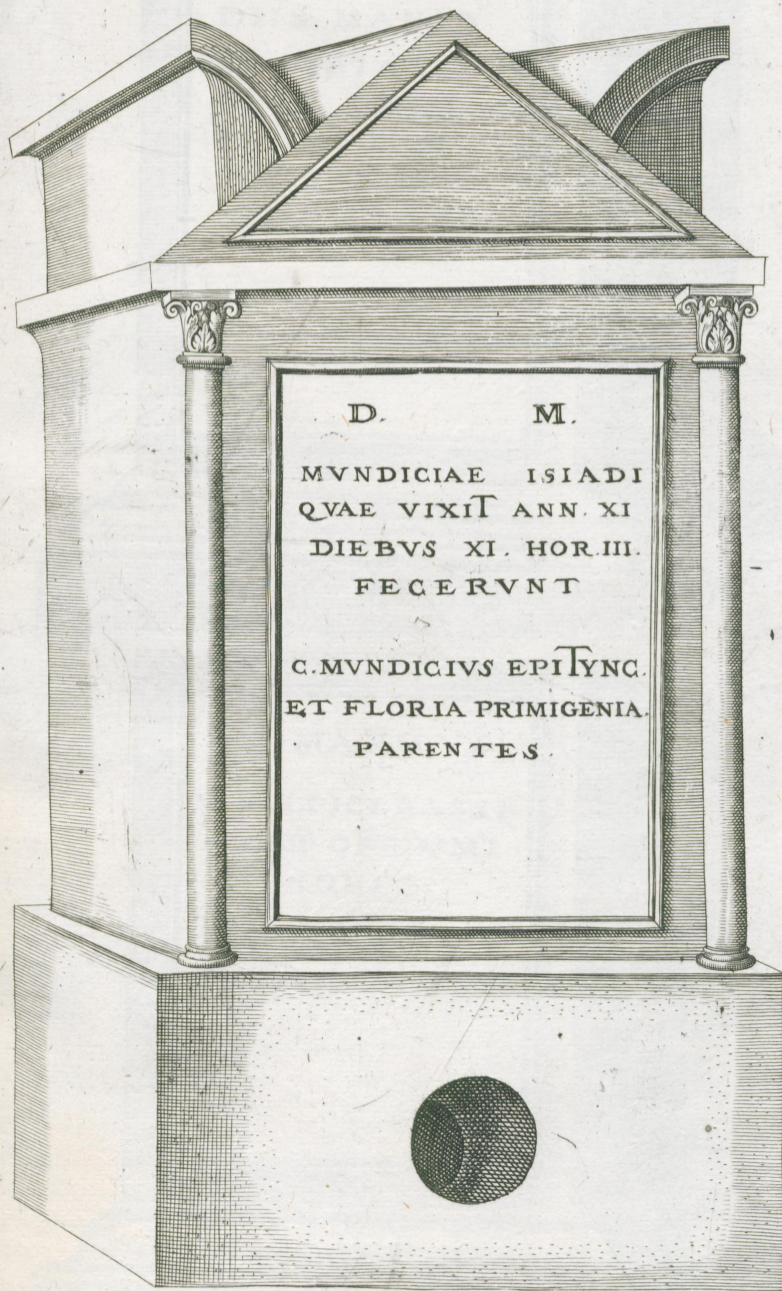 D. M.
MVNDICIAE ISIADI
QVAE VIXIT ANN. XI
DIEBVS XI. HOR. III.
FECERVNT
C. MVNDICIVS EPITYNC.
ET FLORIA PRIMIGENIA.
PARENTES.